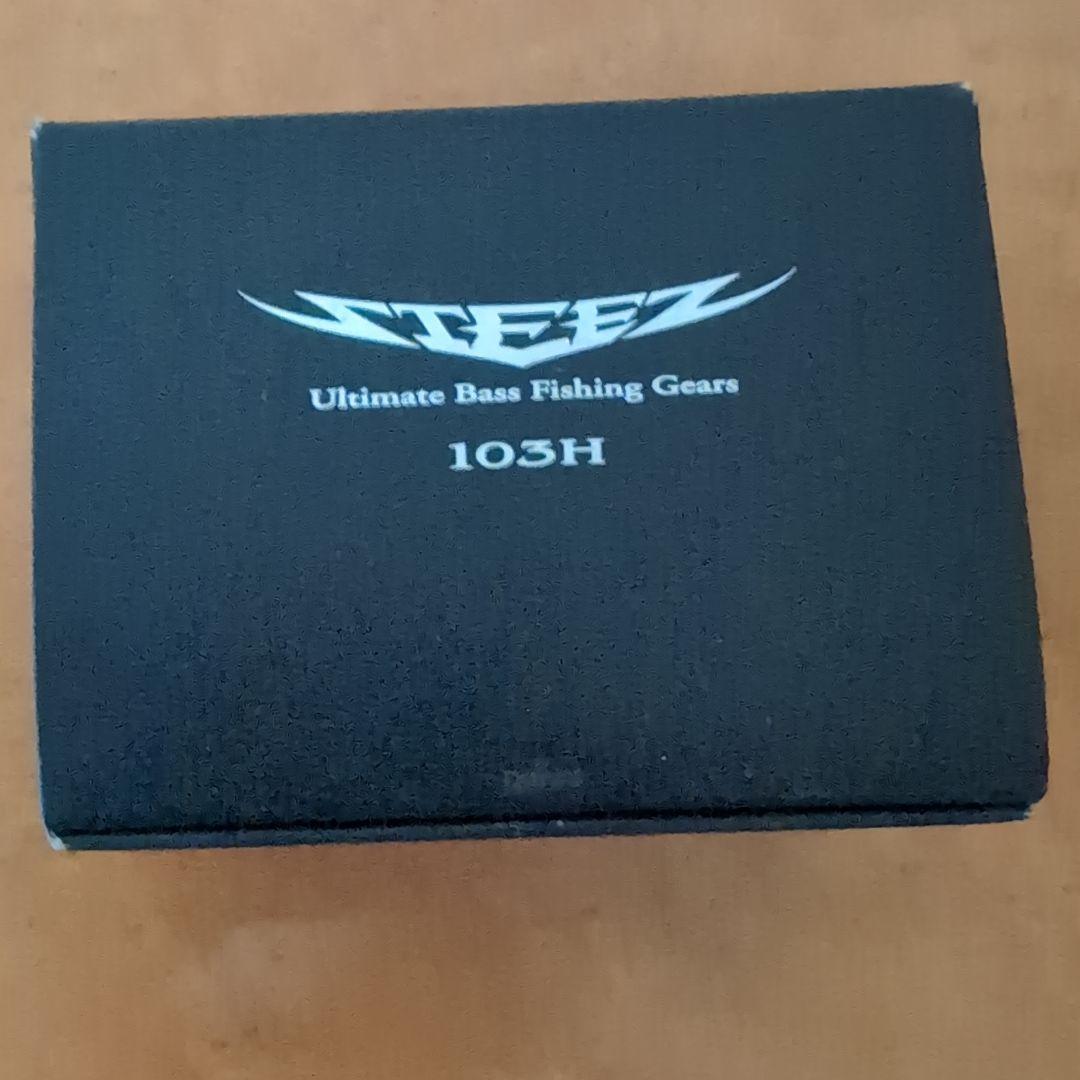 STEEZ
Ultimate Bass Fishing Gears
103H